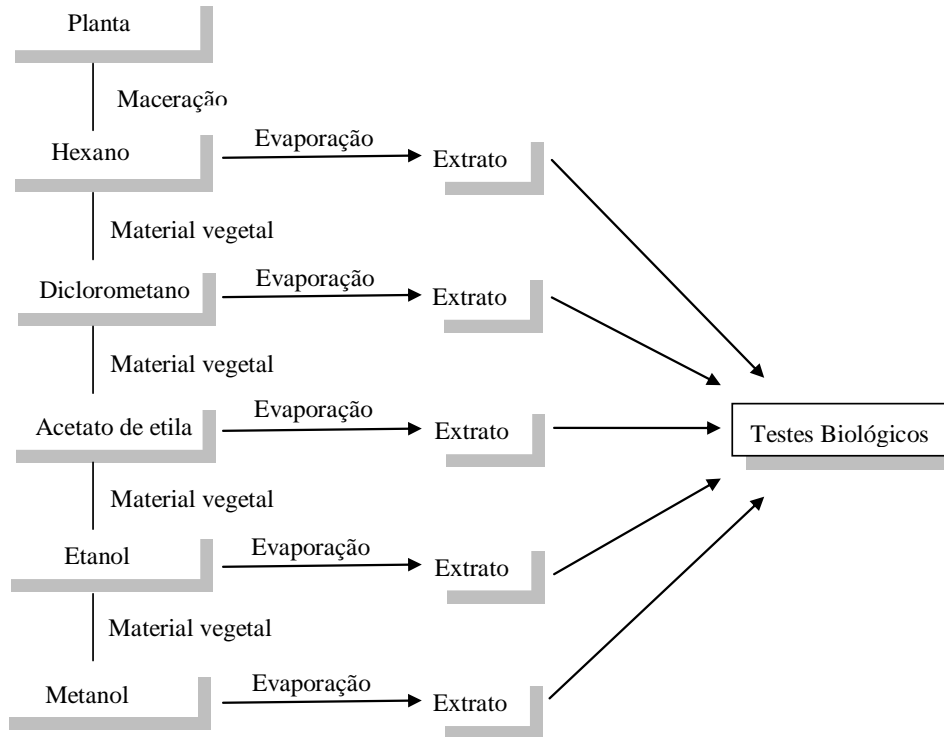 Planta
Maceração
Hexano
Evaporação
Extrato
Material vegetal
Diclorometano
Evaporação
Extrato
Material vegetal
Acetato de etila
Evaporação
Extrato
Testes Biológicos
Material vegetal
Etanol
Evaporação
Extrato
Material vegetal
Metanol
Evaporação
Extrato